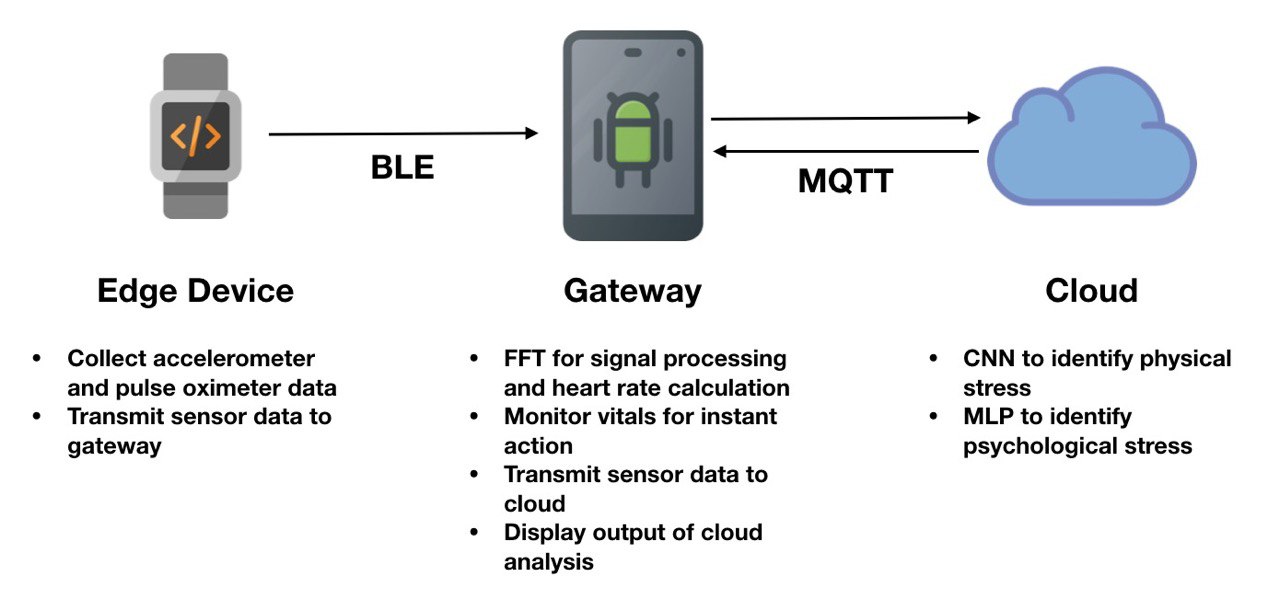 </>
BLE
MQTT
Edge Device
Gateway
Cloud
• Collect accelerometer
and pulse oximeter data
• Transmit sensor data to
gateway
• FFT for signal processing
and heart rate calculation
• Monitor vitals for instant
action
• Transmit sensor data to
cloud
• Display output of cloud
analysis
• CNN to identify physical
stress
• MLP to identify
psychological stress